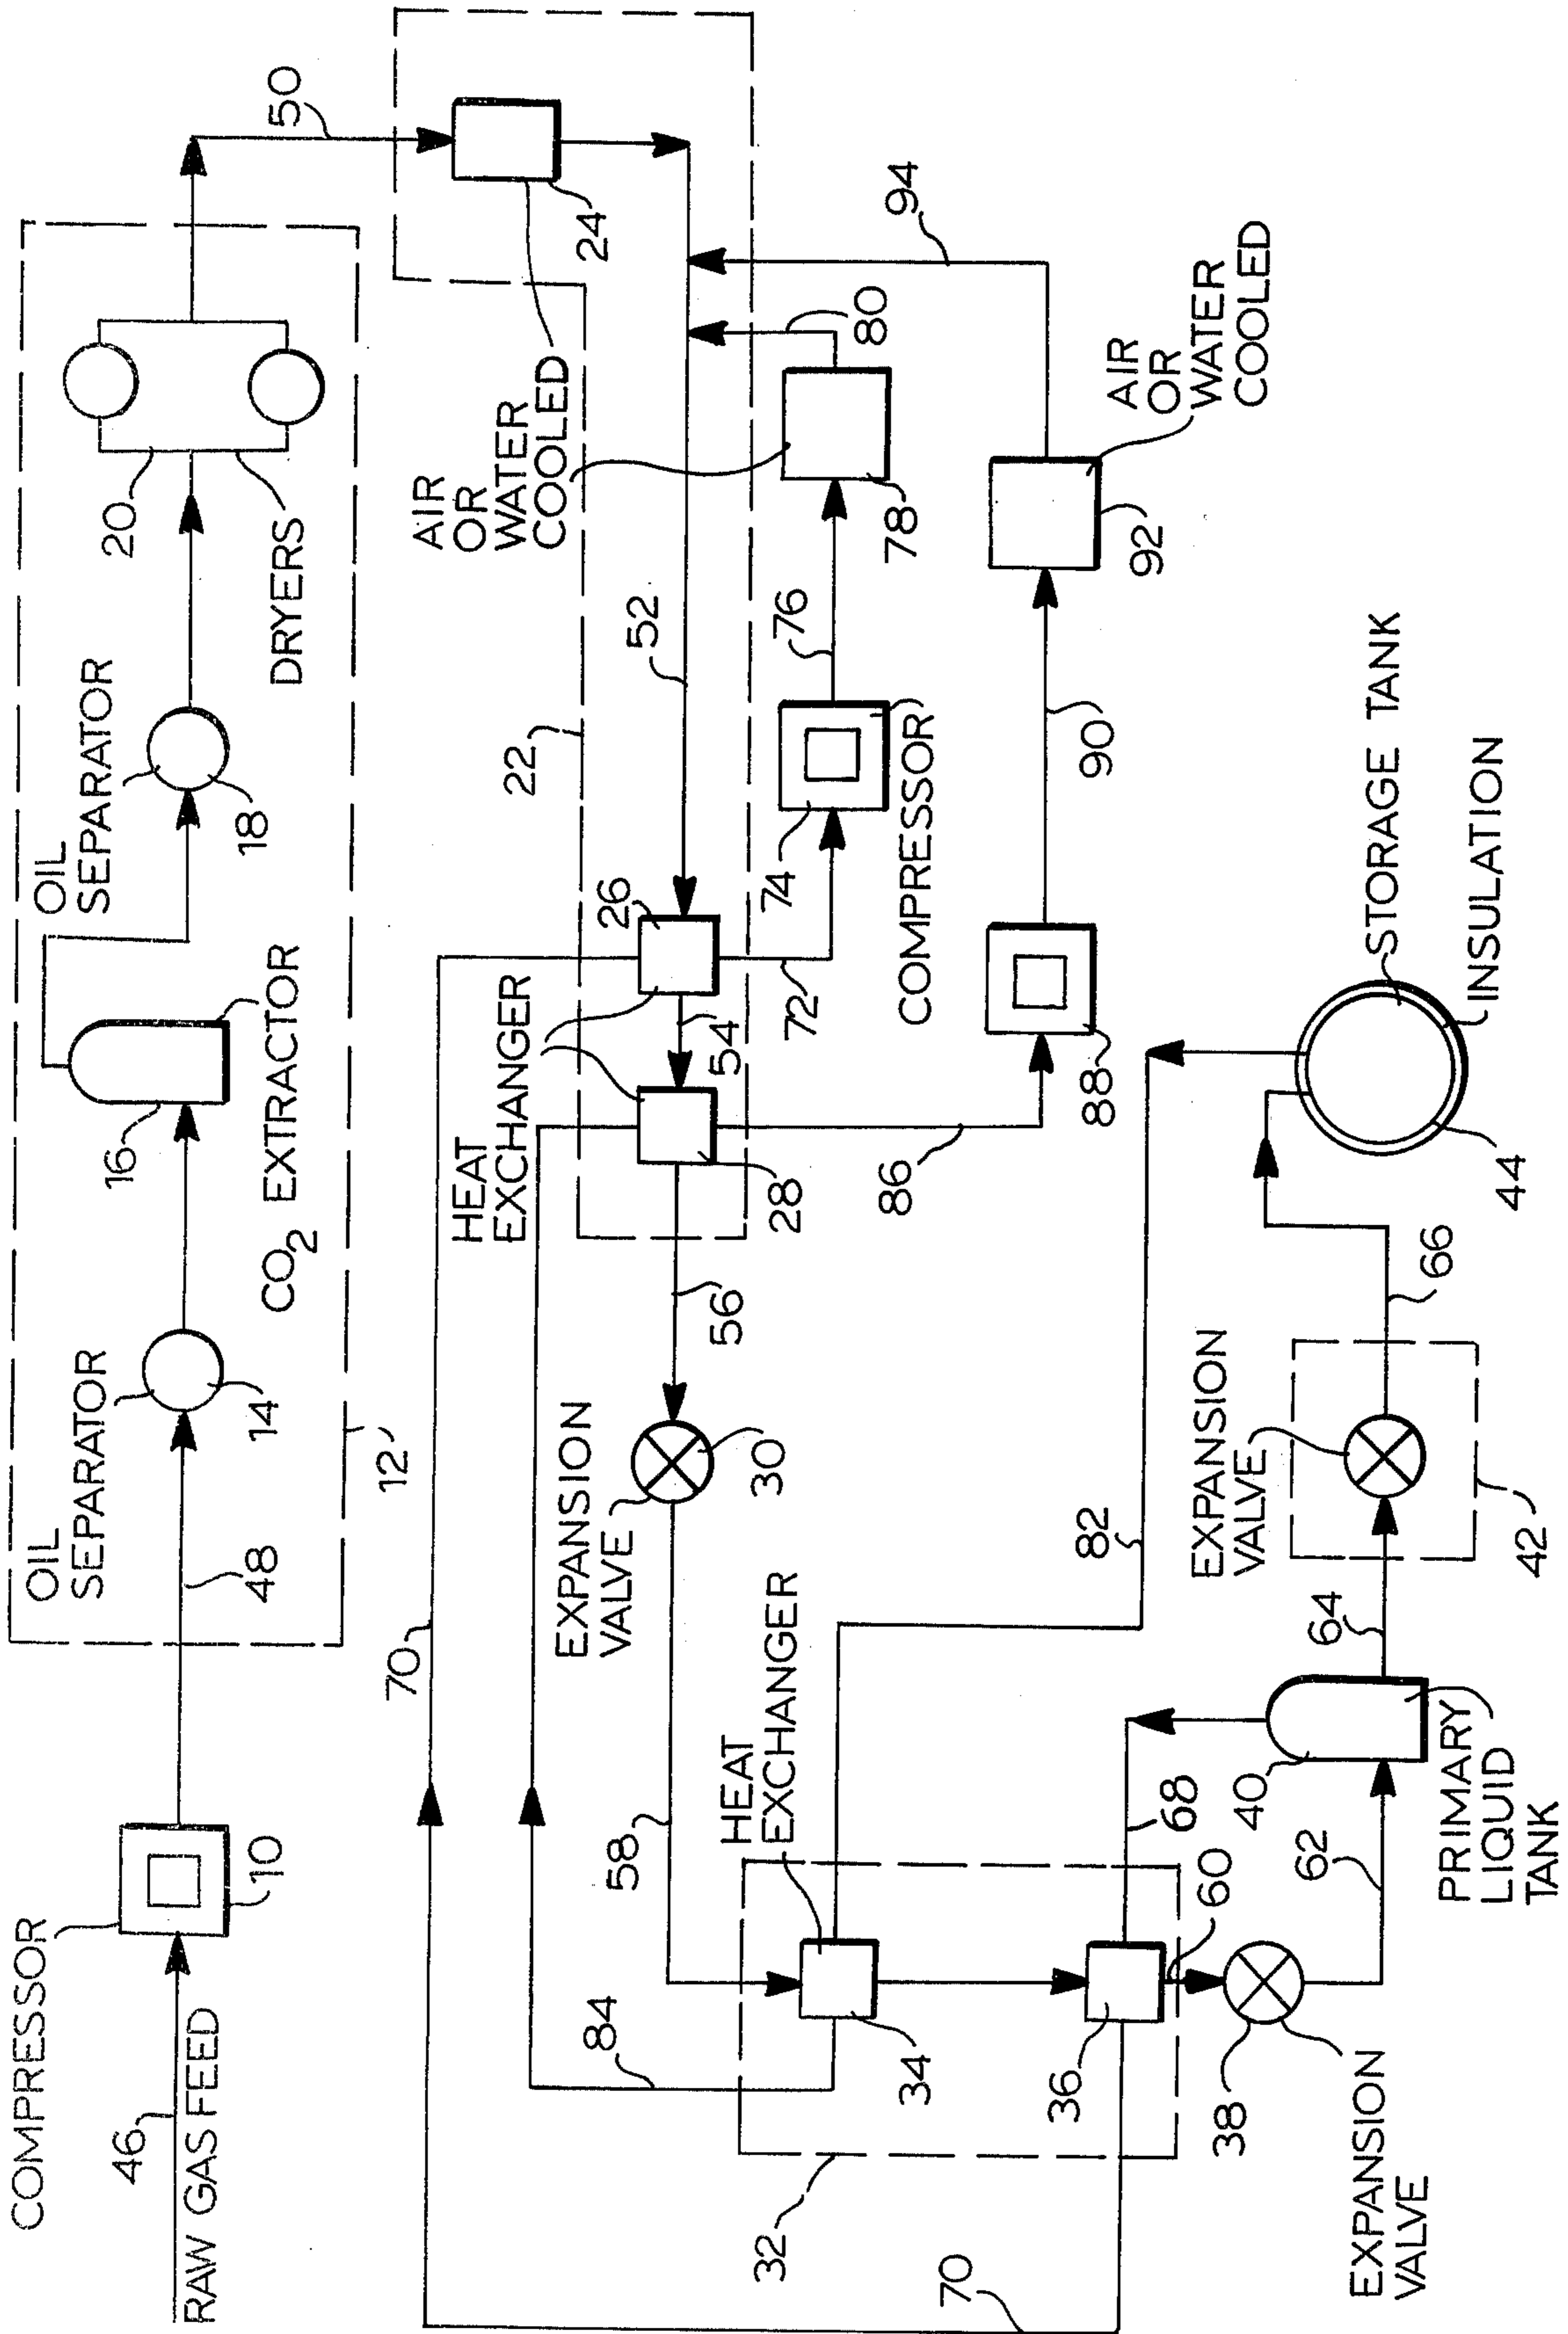 COMPRESSOR
46
RAW GAS FEED
10
48
OIL
SEPARATOR
14
12
CO2 EXTRACTOR
16
OIL
SEPARATOR
18
20
DRYERS
50
24
AIR
OR
WATER
COOLED
22
52
26
54
28
HEAT
EXCHANGER
72
74
COMPRESSOR
76
78
80
94
86
88
90
92
AIR
OR
WATER
COOLED
56
EXPANSION
VALVE
30
58
70
84
HEAT
EXCHANGER
34
36
32
70
60
38
EXPANSION
VALVE
62
68
40
PRIMARY
LIQUID
TANK
64
EXPANSION
VALVE
42
66
82
44
STORAGE TANK
INSULATION